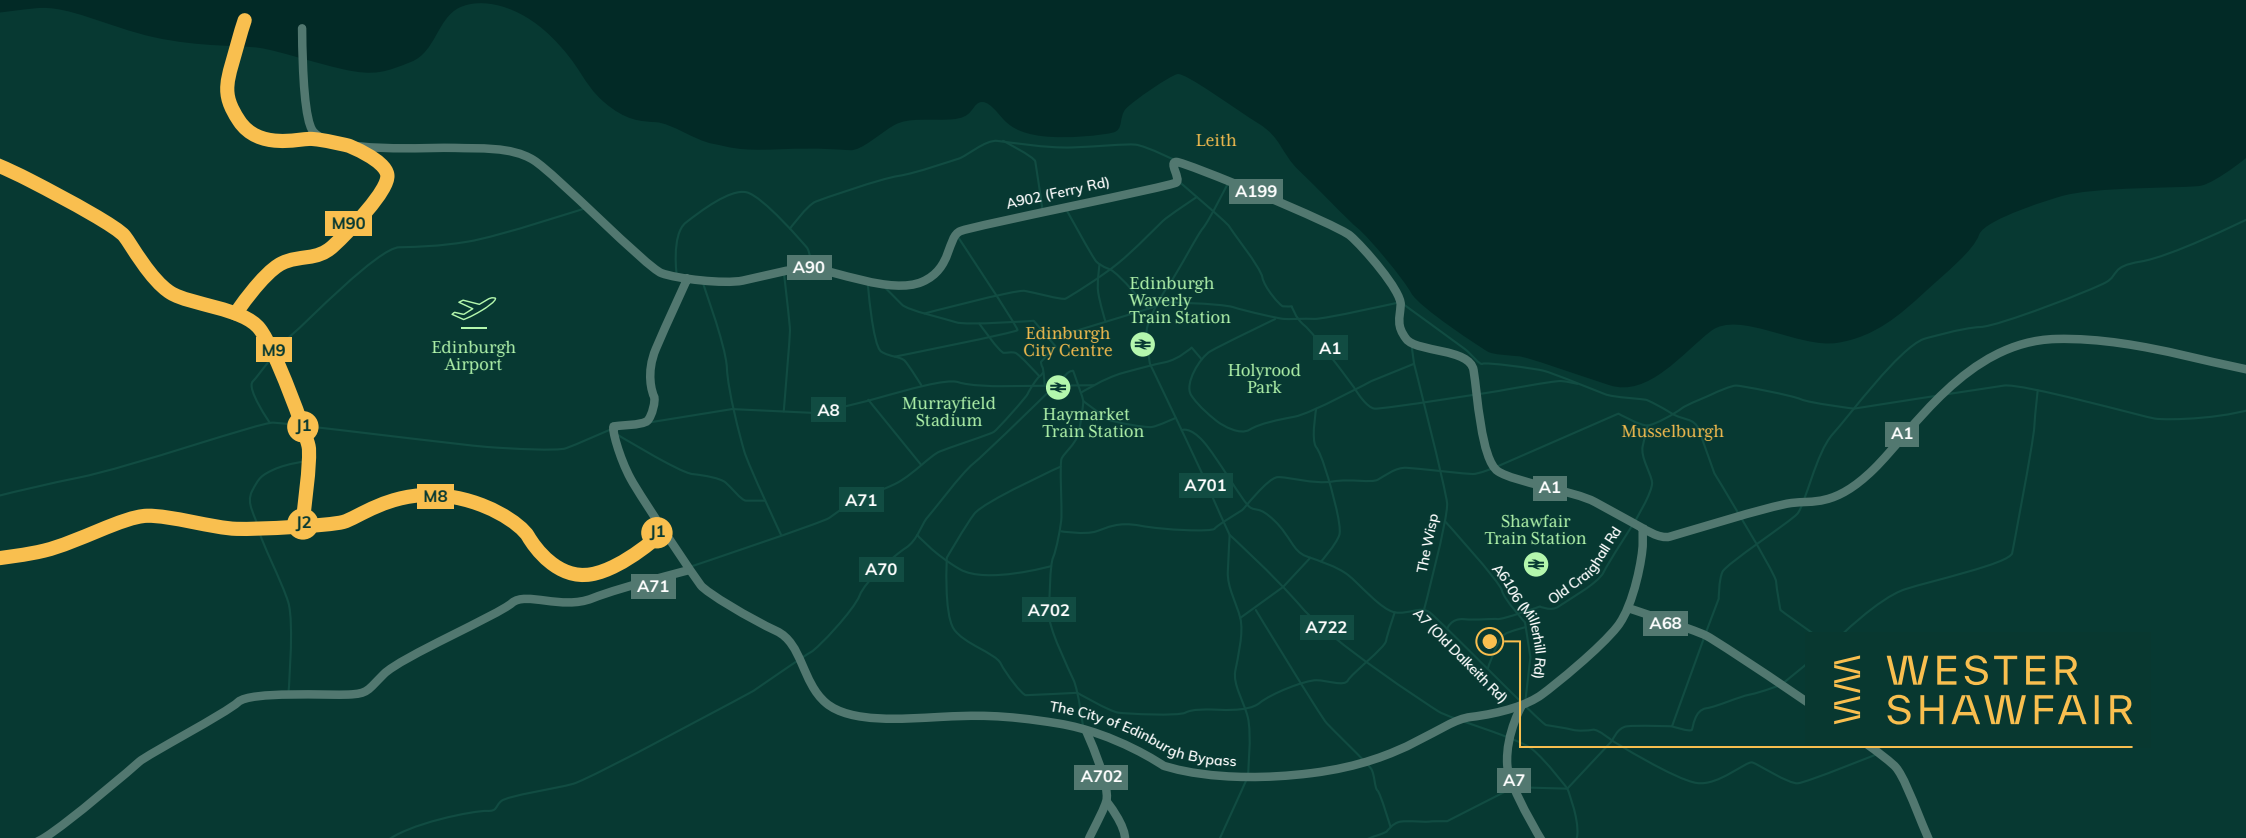 Leith
A902 (Ferry Rd)
A199
M90
A90
Edinburgh
Waverly
Train Station
Edinburgh
City Centre
M9
Edinburgh
Airport
A1
Holyrood
Park
A8
Murrayfield
Stadium
Haymarket
Train Station
J1
Musselburgh
A1
M8
A71
A701
A1
J2
J1
Shawfair
Train Station
The Wisp
Old Craighall Rd
A70
A71
A6106 (Millerhill Rd)
A702
A722
A68
A7 (Old Dalkeith Rd)
WESTER
SHAWFAIR
The City of Edinburgh Bypass
A702
A7